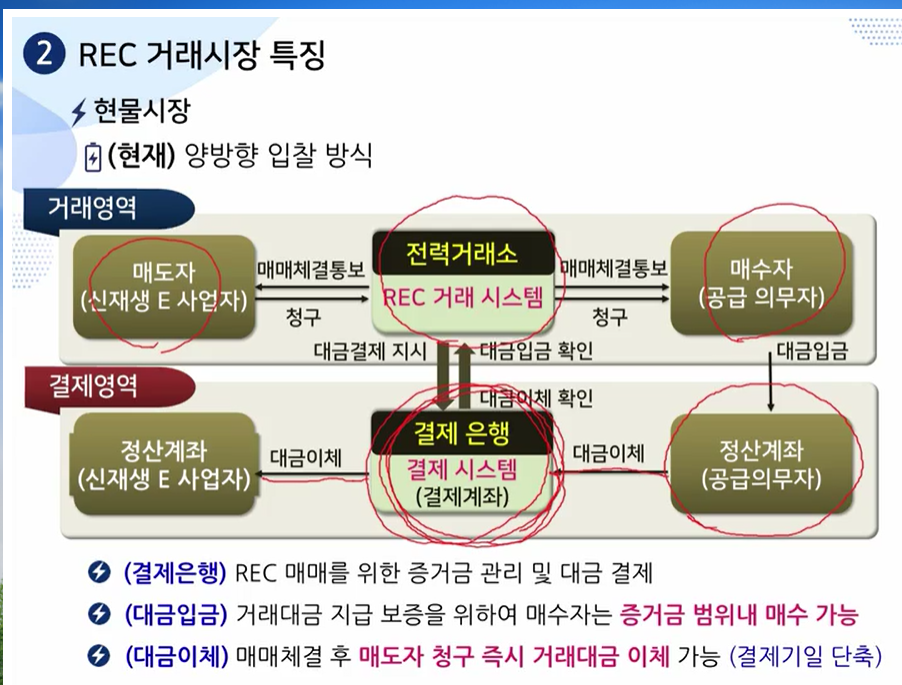 2 REC 거래시장 특징
현물시장
(현재) 양방향 입찰 방식
거래영역
매도자
(신재생 E 사업자)
매매체결통보
청구
전력거래소
REC 거래 시스템
매매체결통보
청구
매수자
(공급 의무자)
대금결제 지시
대금입금 확인
대금입금
결제영역
대금이체 확인
정산계좌
(신재생 E 사업자)
대금이체
결제 은행
결제 시스템
(결제계좌)
대금이체
정산계좌
(공급의무자)
(결제은행) REC 매매를 위한 증거금 관리 및 대금 결제
(대금입금) 거래대금 지급 보증을 위하여 매수자는 증거금 범위내 매수 가능
(대금이체) 매매체결 후 매도자 청구 즉시 거래대금 이체 가능 (결제기일 단축)